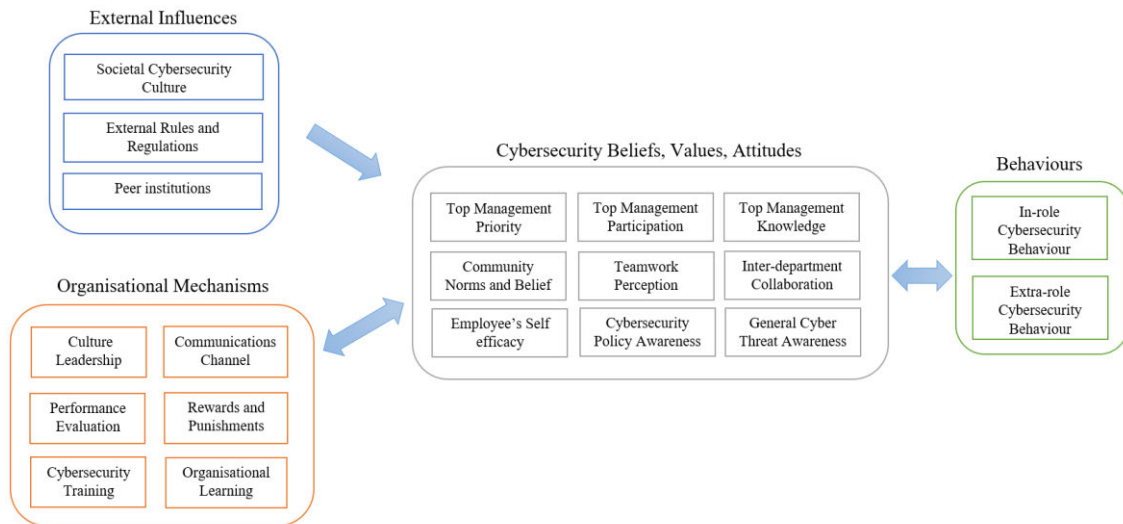 External Influences
Societal Cybersecurity
Culture
External Rules and
Regulations
Peer institutions
Organisational Mechanisms
Culture
Leadership
Communications
Channel
Performance
Evaluation
Rewards and
Punishments
Cybersecurity
Training
Organisational
Learning
Cybersecurity Beliefs, Values, Attitudes
Top Management
Priority
Top Management
Participation
Top Management
Knowledge
Community
Norms and Belief
Teamwork
Perception
Inter-department
Collaboration
Employee’s Self
efficacy
Cybersecurity
Policy Awareness
General Cyber
Threat Awareness
Behaviours
In-role
Cybersecurity
Behaviour
Extra-role
Cybersecurity
Behaviour